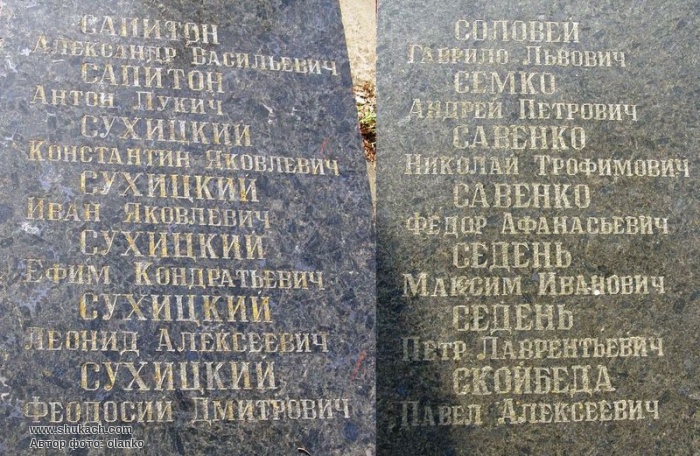 САПИТОН
АЛЕКСАНДР ВАСИЛЬЕВИЧ
САПИТОН
АНТОН ЛУКИЧ
СУХИЦКИЙ
КОНСТАНТИН ЯКОВЛЕВИЧ
СУХИЦКИЙ
ИВАН ЯКОВЛЕВИЧ
СУХИЦКИЙ
ЕФИМ КОНДРАТЬЕВИЧ
СУХИЦКИЙ
ЛЕОНИД АЛЕКСЕЕВИЧ
СУХИЦКИЙ
ФЕОДОСИЙ ДМИТРОВИЧ
СОЛОВЕЙ
ГАВРИЛО ЛЬВОВИЧ
СЕМКО
АНДРЕЙ ПЕТРОВИЧ
САВЕНКО
НИКОЛАЙ ТРОФИМОВИЧ
САВЕНКО
ФЁДОР АФАНАСЬЕВИЧ
СЕДЕНЬ
МАКСИМ ИВАНОВИЧ
СЕДЕНЬ
ПЁТР ЛАВРЕНТЬЕВИЧ
СКОЙБЕДА
ПАВЕЛ АЛЕКСЕЕВИЧ
www.shukach.com
Автор фото: olanko